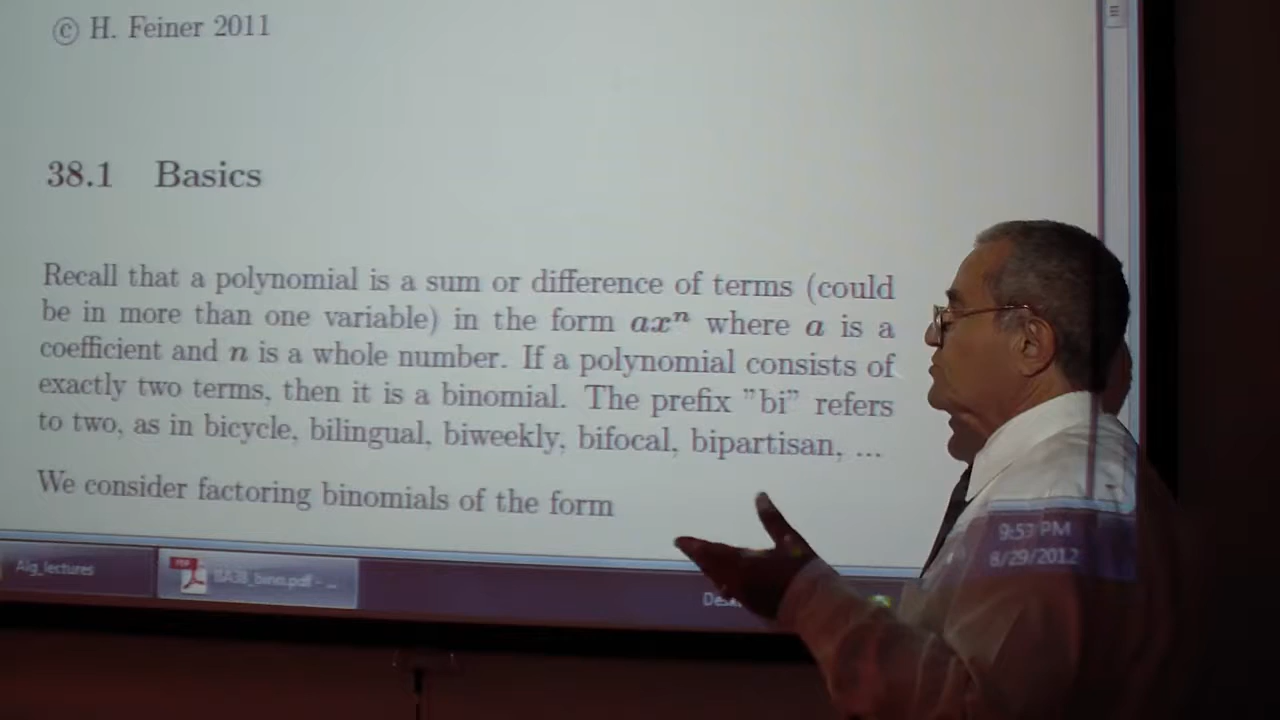 © H. Feiner 2011
38.1 Basics
Recall that a polynomial is a sum or difference of terms (could
be in more than one variable) in the form axⁿ where a is a
coefficient and n is a whole number. If a polynomial consists of
exactly two terms, then it is a binomial. The prefix "bi" refers
to two, as in bicycle, bilingual, biweekly, bifocal, bipartisan, ...
We consider factoring binomials of the form
9:53 PM
8/29/2012
Alg_lectures